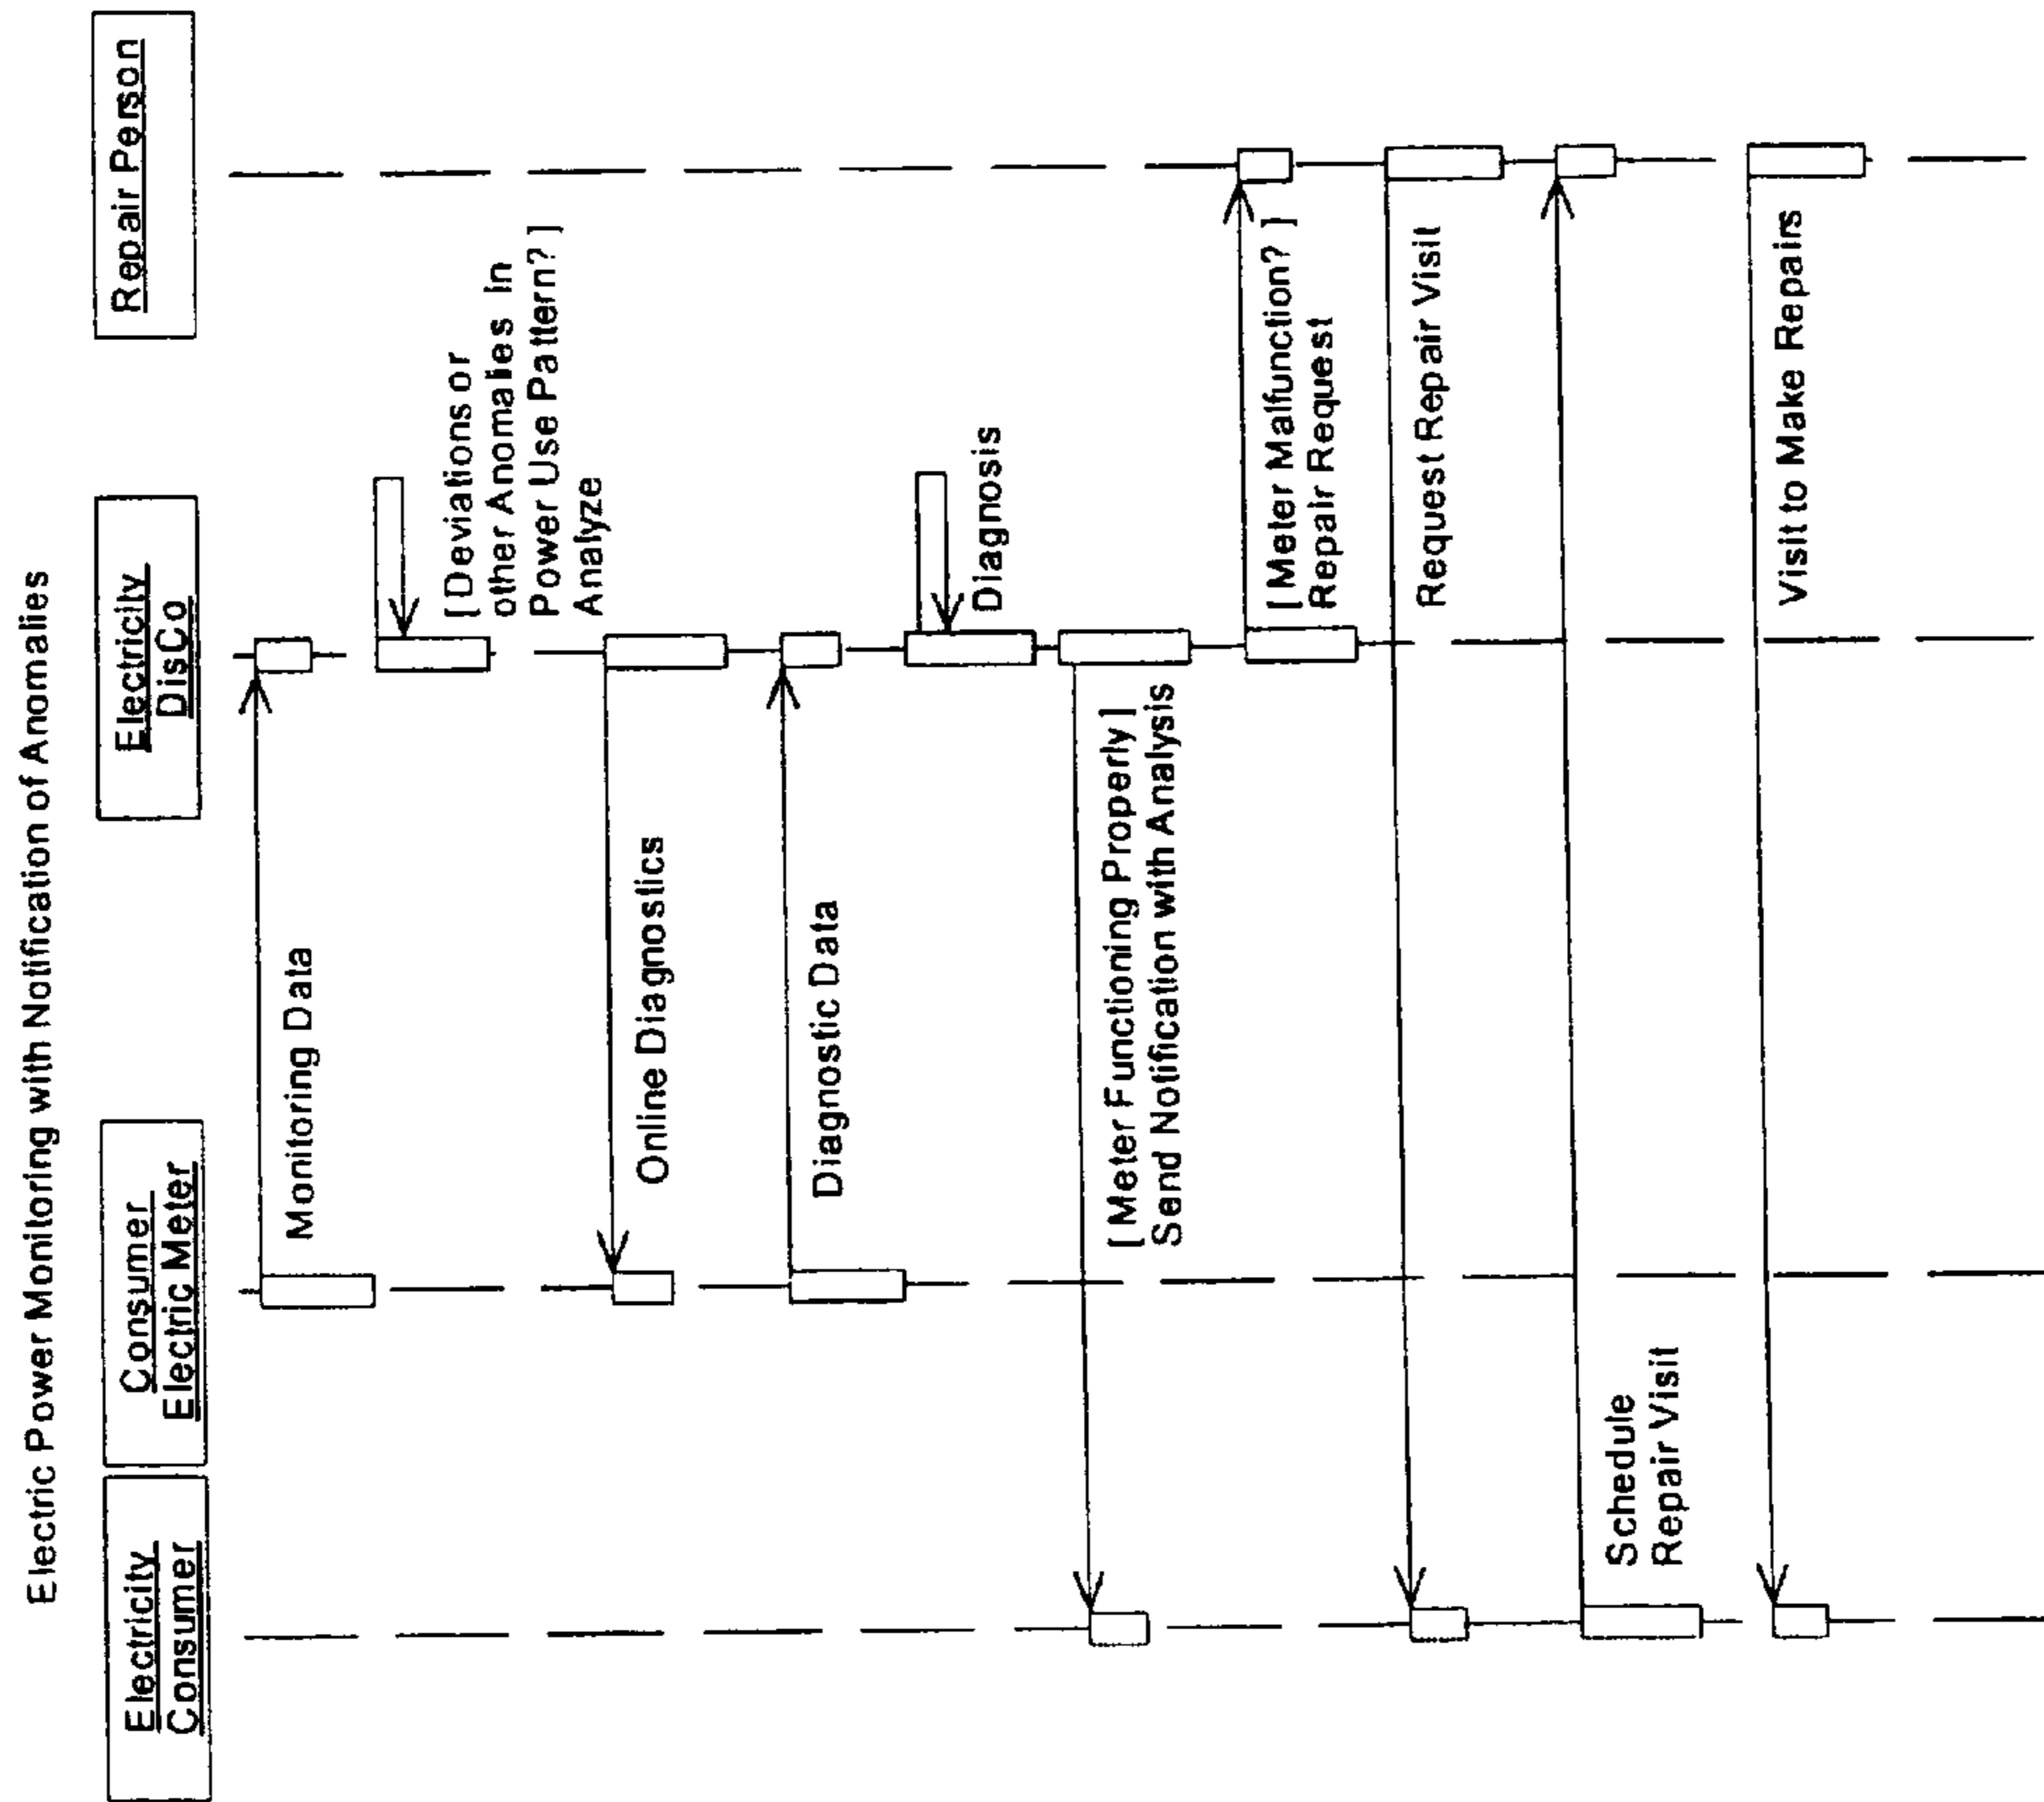 Electric Power Monitoring with Notification of Anomalies
Electricity
Consumer
Consumer
Electric Meter
Electricity
DisCo
Repair Person
Monitoring Data
[Deviations or
other Anomalies In
Power Use Pattern?]
Analyze
Online Diagnostics
Diagnostic Data
Diagnosis
[Meter Functioning Properly]
Send Notification with Analysis
[Meter Malfunction? ]
Repair Request
Request Repair Visit
Schedule
Repair Visit
Visit to Make Repairs